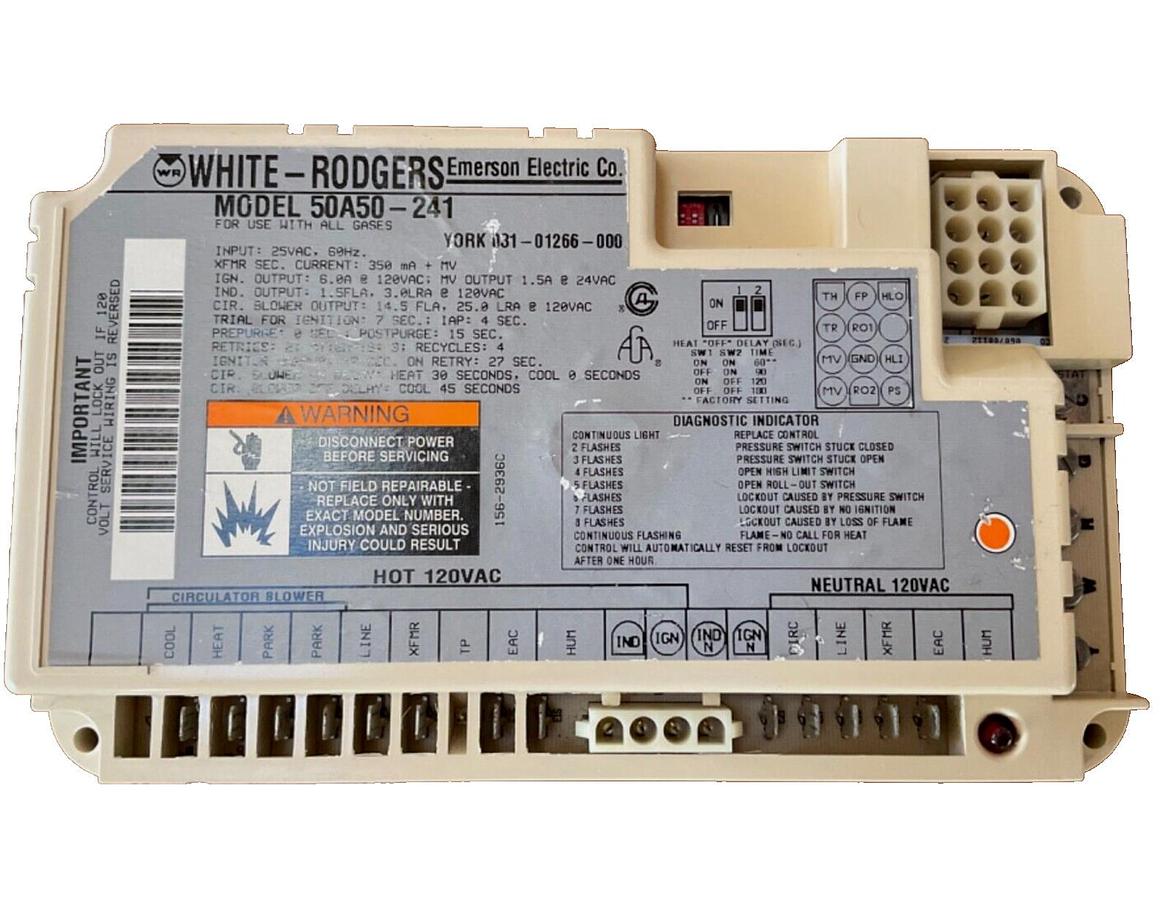 WR WHITE-RODGERS Emerson Electric Co.
MODEL 50A50-241
FOR USE WITH ALL GASES
YORK 031-01266-000
INPUT: 25VAC, 60Hz.
XFMR SEC. CURRENT: 350 mA + MV
IGN. OUTPUT: 6.0A @ 120VAC; MV OUTPUT 1.5A @ 24VAC
IND. OUTPUT: 1.5FLA, 3.0LRA @ 120VAC
CIR. BLOWER OUTPUT: 14.5 FLA, 25.0 LRA @ 120VAC
TRIAL FOR IGNITION: 7 SEC.; IAP: 4 SEC.
PREPURGE: 0 SEC.; POSTPURGE: 15 SEC.
RETRIES: 3; RECYCLES: 4
ON RETRY: 27 SEC.
CIR. BLOWER DELAY: HEAT 30 SECONDS, COOL 0 SECONDS
CIR. BLOWER DELAY: COOL 45 SECONDS
IMPORTANT
CONTROL WILL LOCK OUT IF 120
VOLT SERVICE WIRING IS REVERSED
WARNING
DISCONNECT POWER
BEFORE SERVICING
NOT FIELD REPAIRABLE -
REPLACE ONLY WITH
EXACT MODEL NUMBER.
EXPLOSION AND SERIOUS
INJURY COULD RESULT
156-2936C
1 2
ON
OFF
HEAT "OFF" DELAY (SEC.)
SW1 SW2 TIME
ON ON 60**
OFF ON 90
ON OFF 120
OFF OFF 180
** FACTORY SETTING
TH FP HLO
TR RO1
MV GND HLI
MV RO2 PS
DIAGNOSTIC INDICATOR
CONTINUOUS LIGHT REPLACE CONTROL
2 FLASHES PRESSURE SWITCH STUCK CLOSED
3 FLASHES PRESSURE SWITCH STUCK OPEN
4 FLASHES OPEN HIGH LIMIT SWITCH
5 FLASHES OPEN ROLL-OUT SWITCH
6 FLASHES LOCKOUT CAUSED BY PRESSURE SWITCH
7 FLASHES LOCKOUT CAUSED BY NO IGNITION
8 FLASHES LOCKOUT CAUSED BY LOSS OF FLAME
CONTINUOUS FLASHING FLAME-NO CALL FOR HEAT
CONTROL WILL AUTOMATICALLY RESET FROM LOCKOUT
AFTER ONE HOUR.
HOT 120VAC
CIRCULATOR BLOWER
NEUTRAL 120VAC
COOL HEAT PARK PARK LINE XFMR TP EAC HUM IND IGN IND N IGN N CIRC LINE XFMR EAC HUM
C
G
R
W
Y